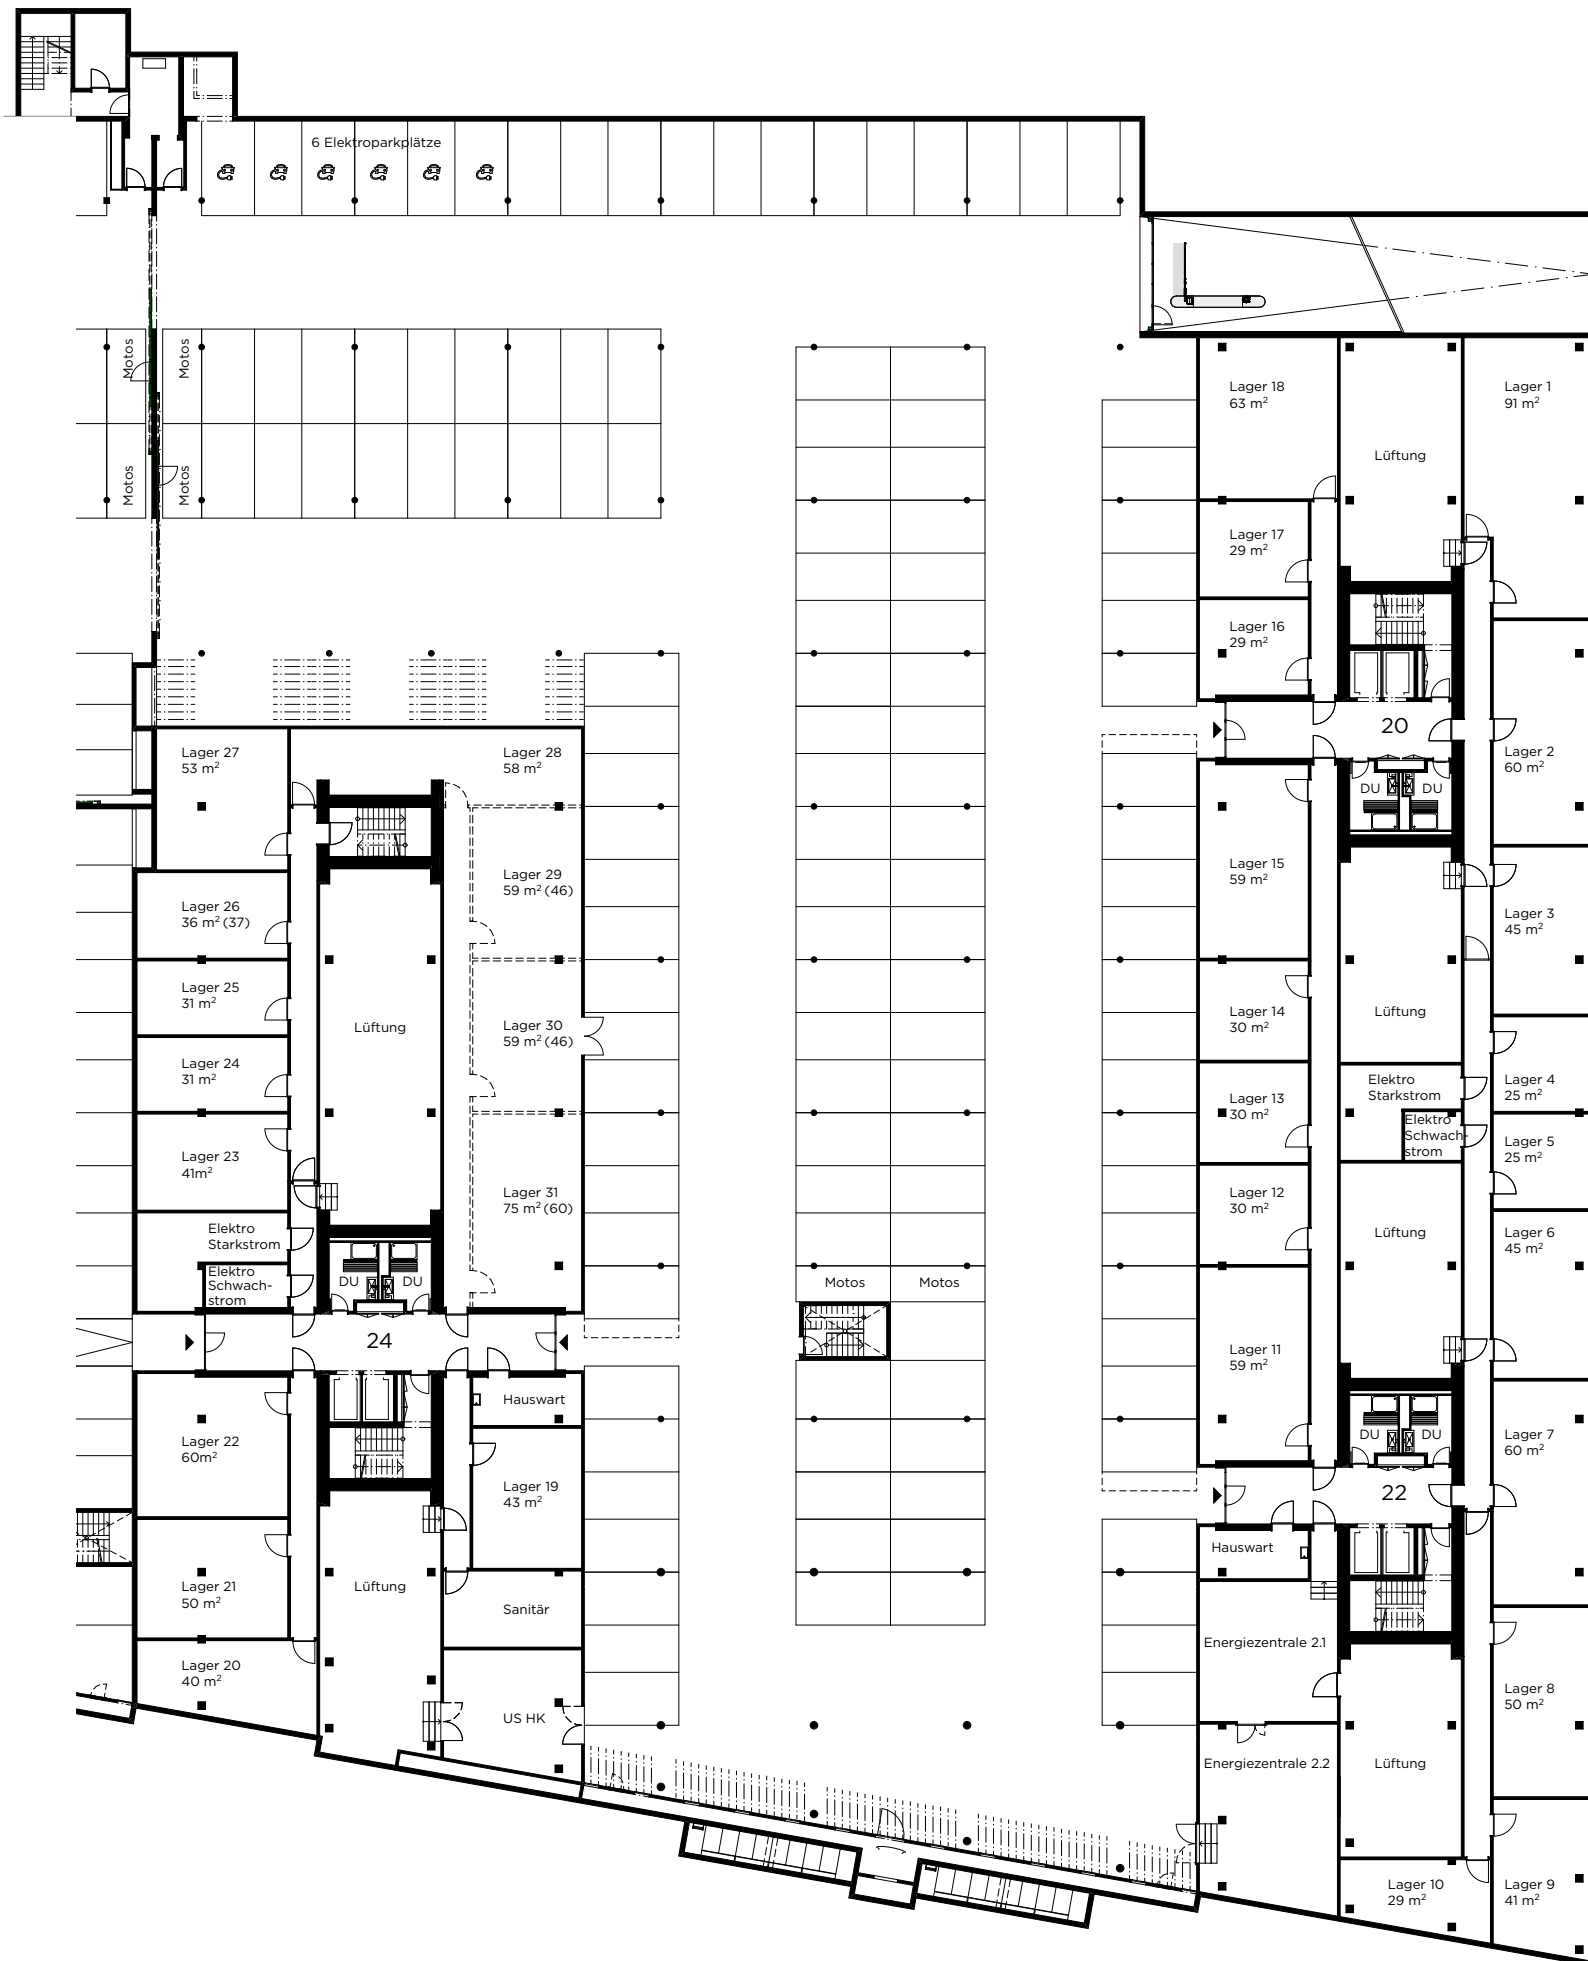 6 Elektroparkplätze
Motos
Motos
Motos
Motos
Lager 18
63 m²
Lüftung
Lager 1
91 m²
Lager 17
29 m²
Lager 16
29 m²
20
Lager 2
60 m²
DU
DU
Lager 27
53 m²
Lager 28
58 m²
Lager 15
59 m²
Lager 29
59 m² (46)
Lager 26
36 m² (37)
Lager 3
45 m²
Lager 25
31 m²
Lüftung
Lager 30
59 m² (46)
Lager 14
30 m²
Lüftung
Lager 24
31 m²
Lager 13
30 m²
Elektro
Starkstrom
Elektro
Schwach-
strom
Lager 4
25 m²
Lager 5
25 m²
Lager 23
41m²
Lager 31
75 m² (60)
Lager 12
30 m²
Lüftung
Lager 6
45 m²
Elektro
Starkstrom
Elektro
Schwach-
strom
DU
DU
Motos
Motos
24
Lager 11
59 m²
Hauswart
Lager 22
60m²
DU
DU
Lager 7
60 m²
Lager 19
43 m²
22
Hauswart
Lager 21
50 m²
Lüftung
Sanitär
Energiezentrale 2.1
Lager 20
40 m²
US HK
Lager 8
50 m²
Energiezentrale 2.2
Lüftung
Lager 10
29 m²
Lager 9
41 m²